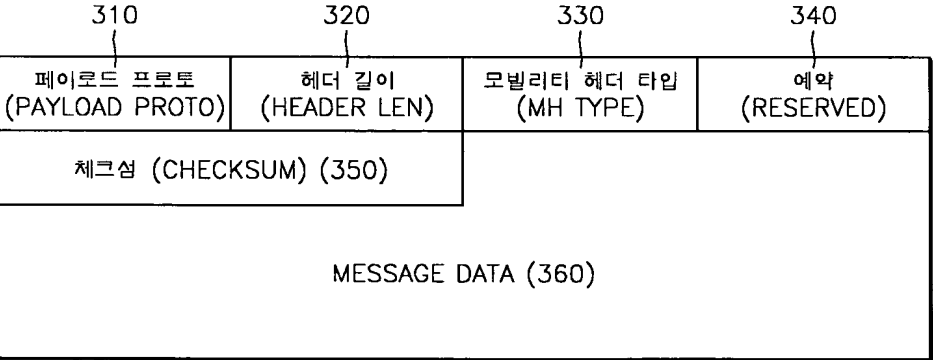 310 320 330 340
페이로드 프로토 헤더 길이 모빌리티 헤더 타입 예약
(PAYLOAD PROTO) (HEADER LEN) (MH TYPE) (RESERVED)
체크섬 (CHECKSUM) (350)
MESSAGE DATA (360)